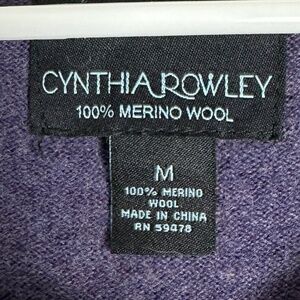 CYNTHIA ROWLEY
100% MERINO WOOL
M
100% MERINO
WOOL
MADE IN CHINA
RN 59478